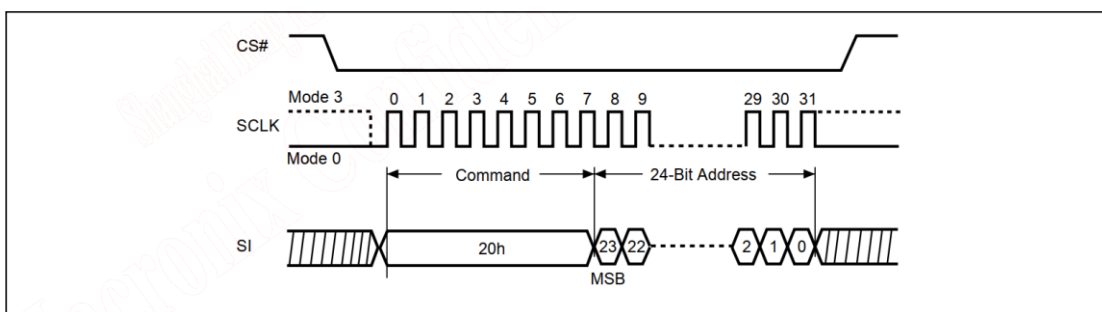 CS#
Mode 3
0 1 2 3 4 5 6 7 8 9 29 30 31
SCLK
Mode 0
Command 24-Bit Address
SI 20h 23 22 2 1 0
MSB